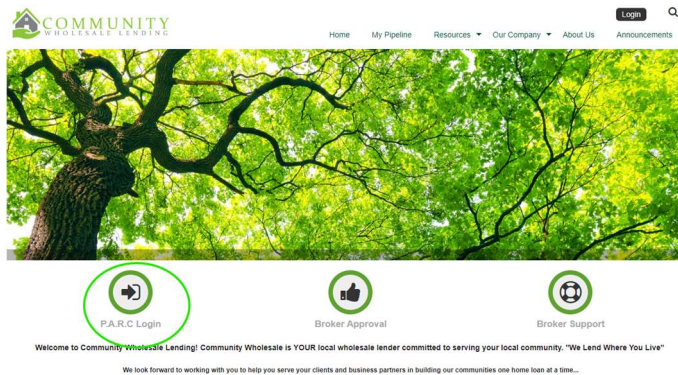 COMMUNITY
WHOLESALE LENDING
Login
Home My Pipeline Resources Our Company About Us Announcements
P.A.R.C Login Broker Approval Broker Support
Welcome to Community Wholesale Lending! Community Wholesale is YOUR local wholesale lender committed to serving your local community. "We Lend Where You Live"
We look forward to working with you to help you serve your clients and business partners in building our communities one home loan at a time...